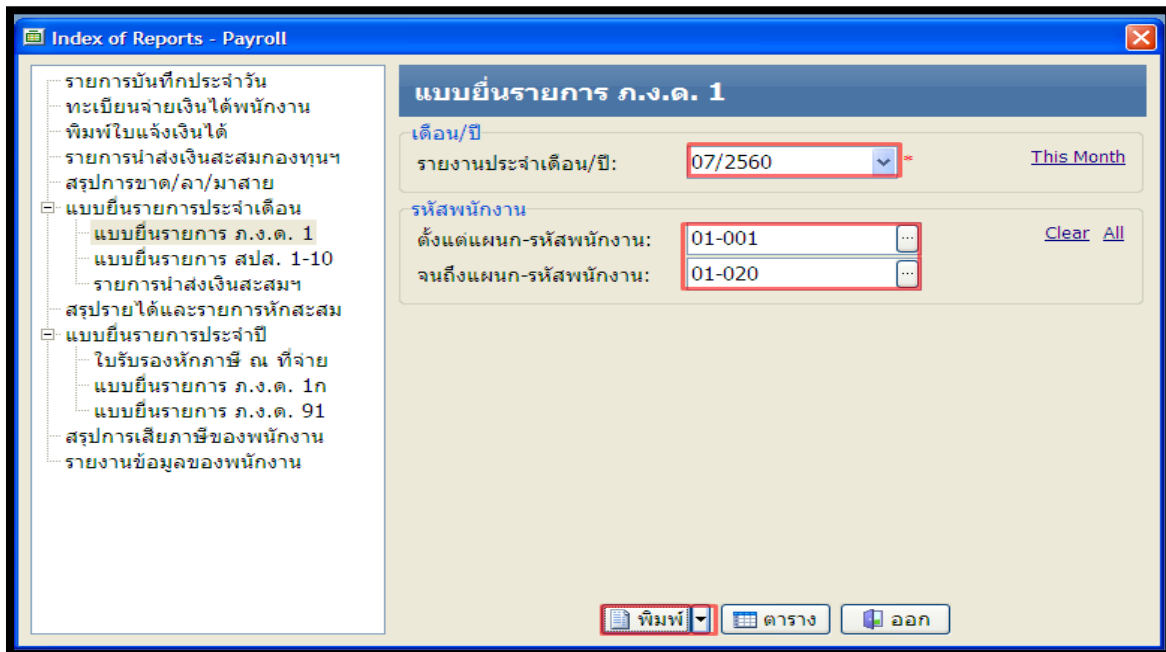 Index of Reports - Payroll
รายการบันทึกประจำวัน
ทะเบียนจ่ายเงินได้พนักงาน
พิมพ์ใบแจ้งเงินได้
รายการนำส่งเงินสะสมกองทุนฯ
สรุปการขาด/ลา/มาสาย
แบบยื่นรายการประจำเดือน
แบบยื่นรายการ ภ.ง.ด. 1
แบบยื่นรายการ สปส. 1-10
รายการนำส่งเงินสะสมฯ
สรุปรายได้และรายการหักสะสม
แบบยื่นรายการประจำปี
ใบรับรองหักภาษี ณ ที่จ่าย
แบบยื่นรายการ ภ.ง.ด. 1ก
แบบยื่นรายการ ภ.ง.ด. 91
สรุปการเสียภาษีของพนักงาน
รายงานข้อมูลของพนักงาน
แบบยื่นรายการ ภ.ง.ด. 1
เดือน/ปี
รายงานประจำเดือน/ปี: 07/2560 * This Month
รหัสพนักงาน
ตั้งแต่แผนก-รหัสพนักงาน: 01-001 ... Clear All
จนถึงแผนก-รหัสพนักงาน: 01-020 ...
พิมพ์ ตาราง ออก